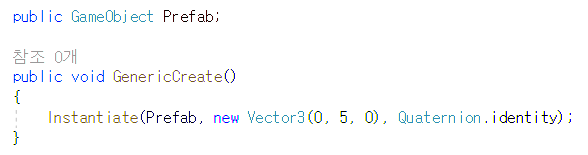 public GameObject Prefab;
참조 0개
public void GenericCreate()
{
Instantiate(Prefab, new Vector3(0, 5, 0), Quaternion.identity);
}